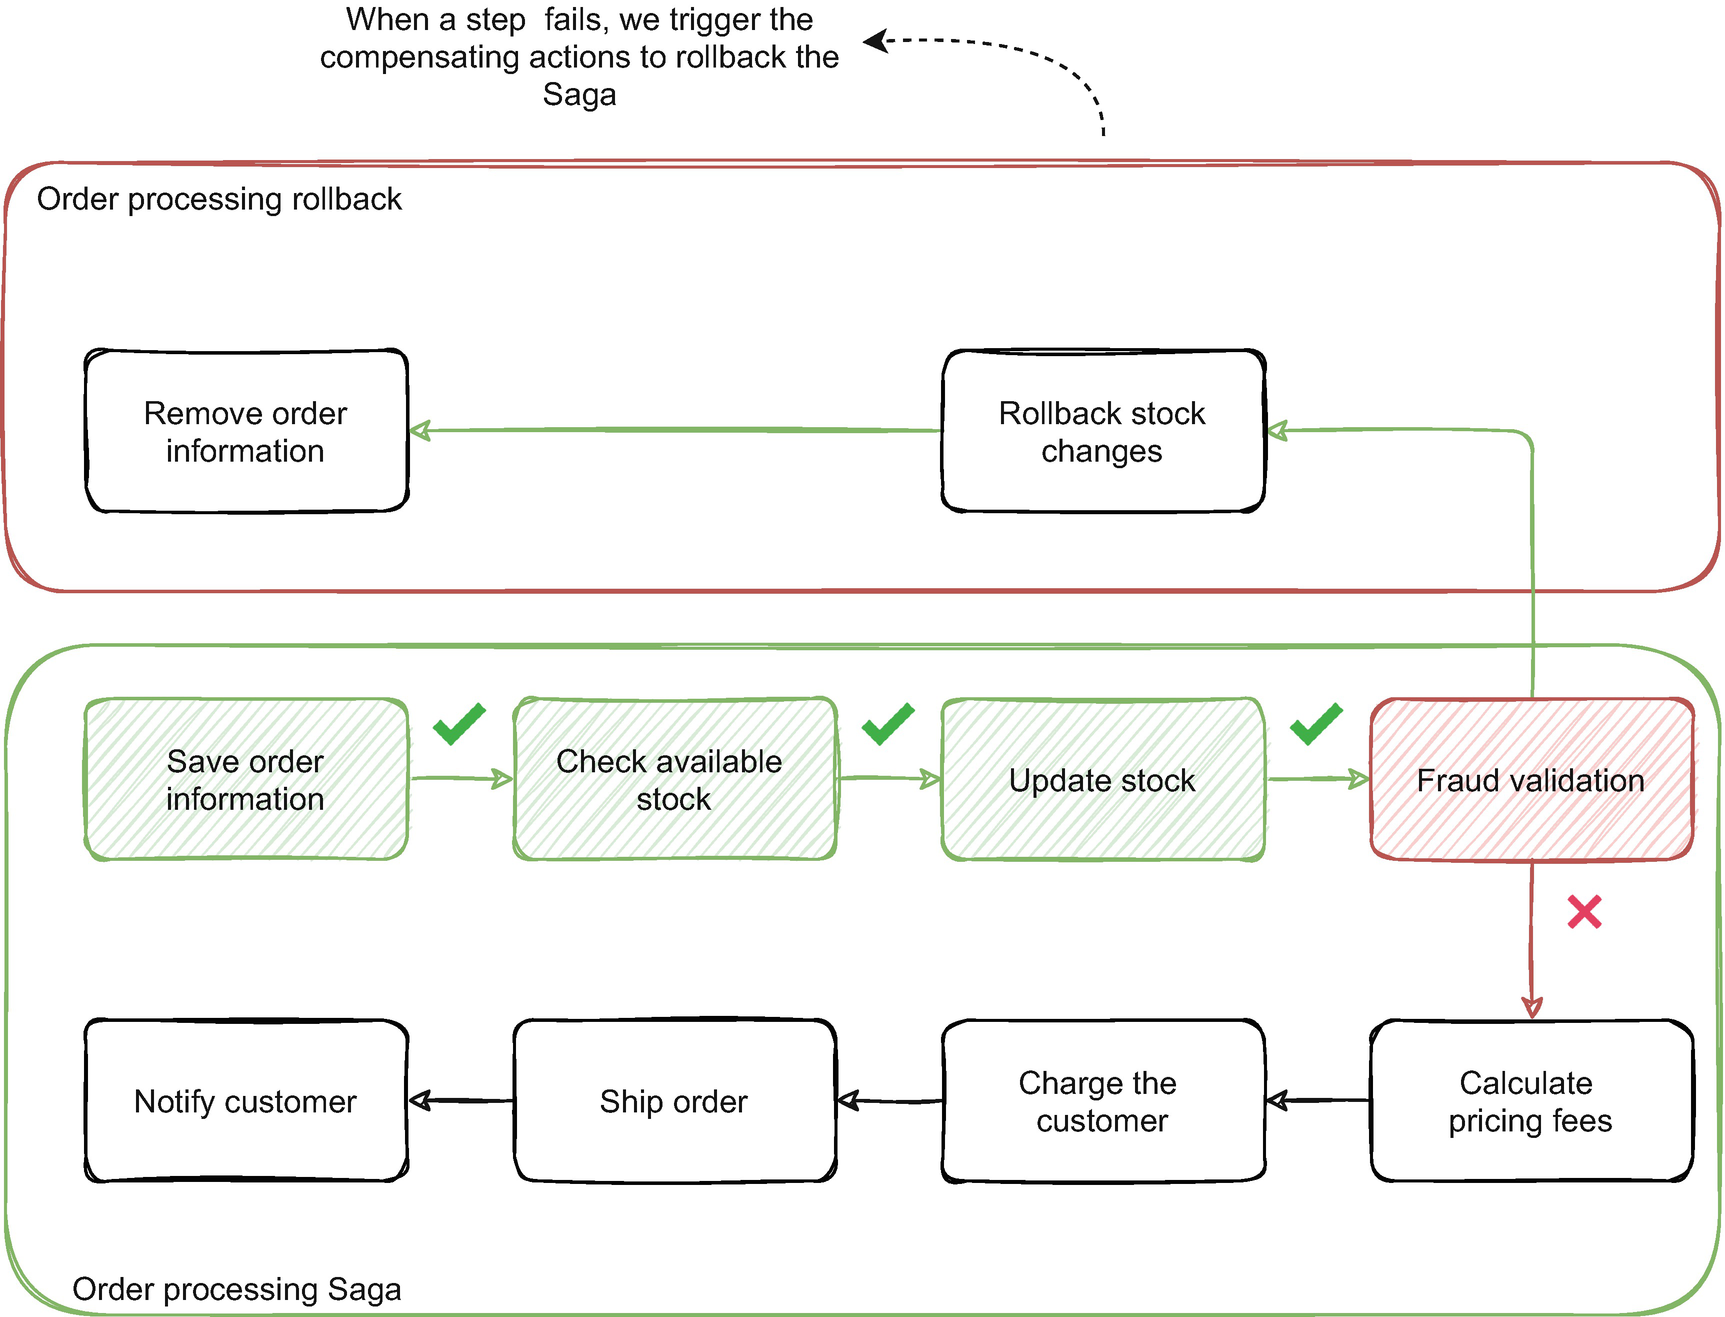 When a step  fails, we trigger the
compensating actions to rollback the
Saga
Order processing rollback
Remove order
information
Rollback stock
changes
Save order
information
Check available
stock
Update stock
Fraud validation
Notify customer
Ship order
Charge the
customer
Calculate
pricing fees
Order processing Saga